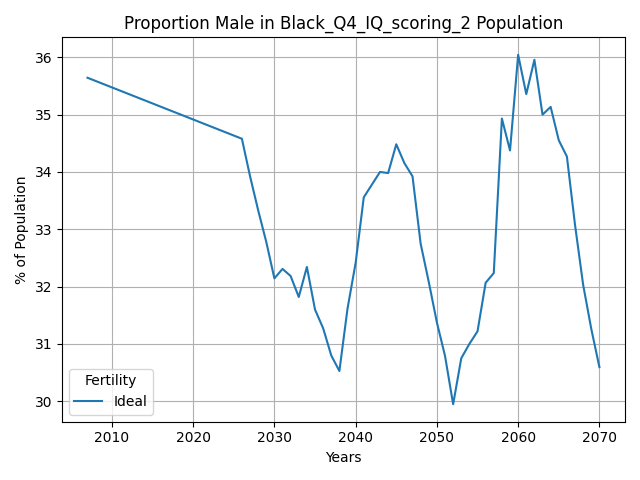 Proportion Male in Black_Q4_IQ_scoring_2 Population
% of Population
36
35
34
33
32
31
30
Fertility
Ideal
2010 2020 2030 2040 2050 2060 2070
Years